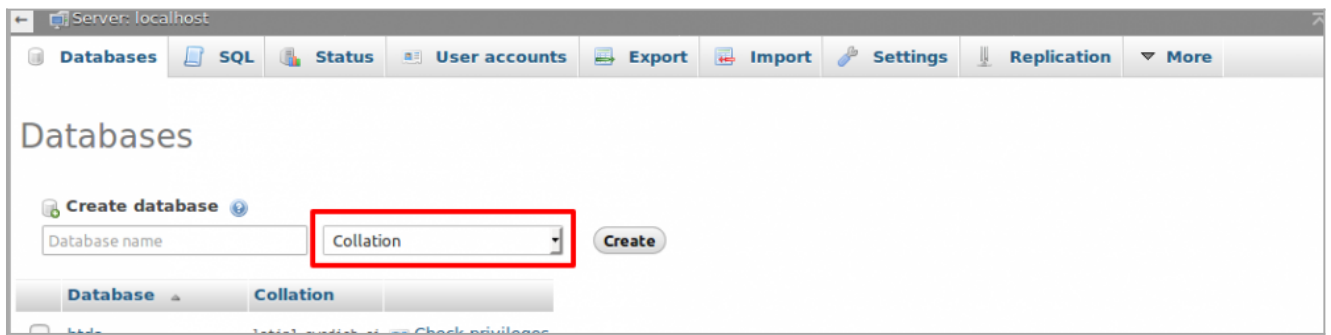 Server: localhost
Databases SQL Status User accounts Export Import Settings Replication More
Databases
Create database
Database name Collation Create
Database Collation
Check privileges